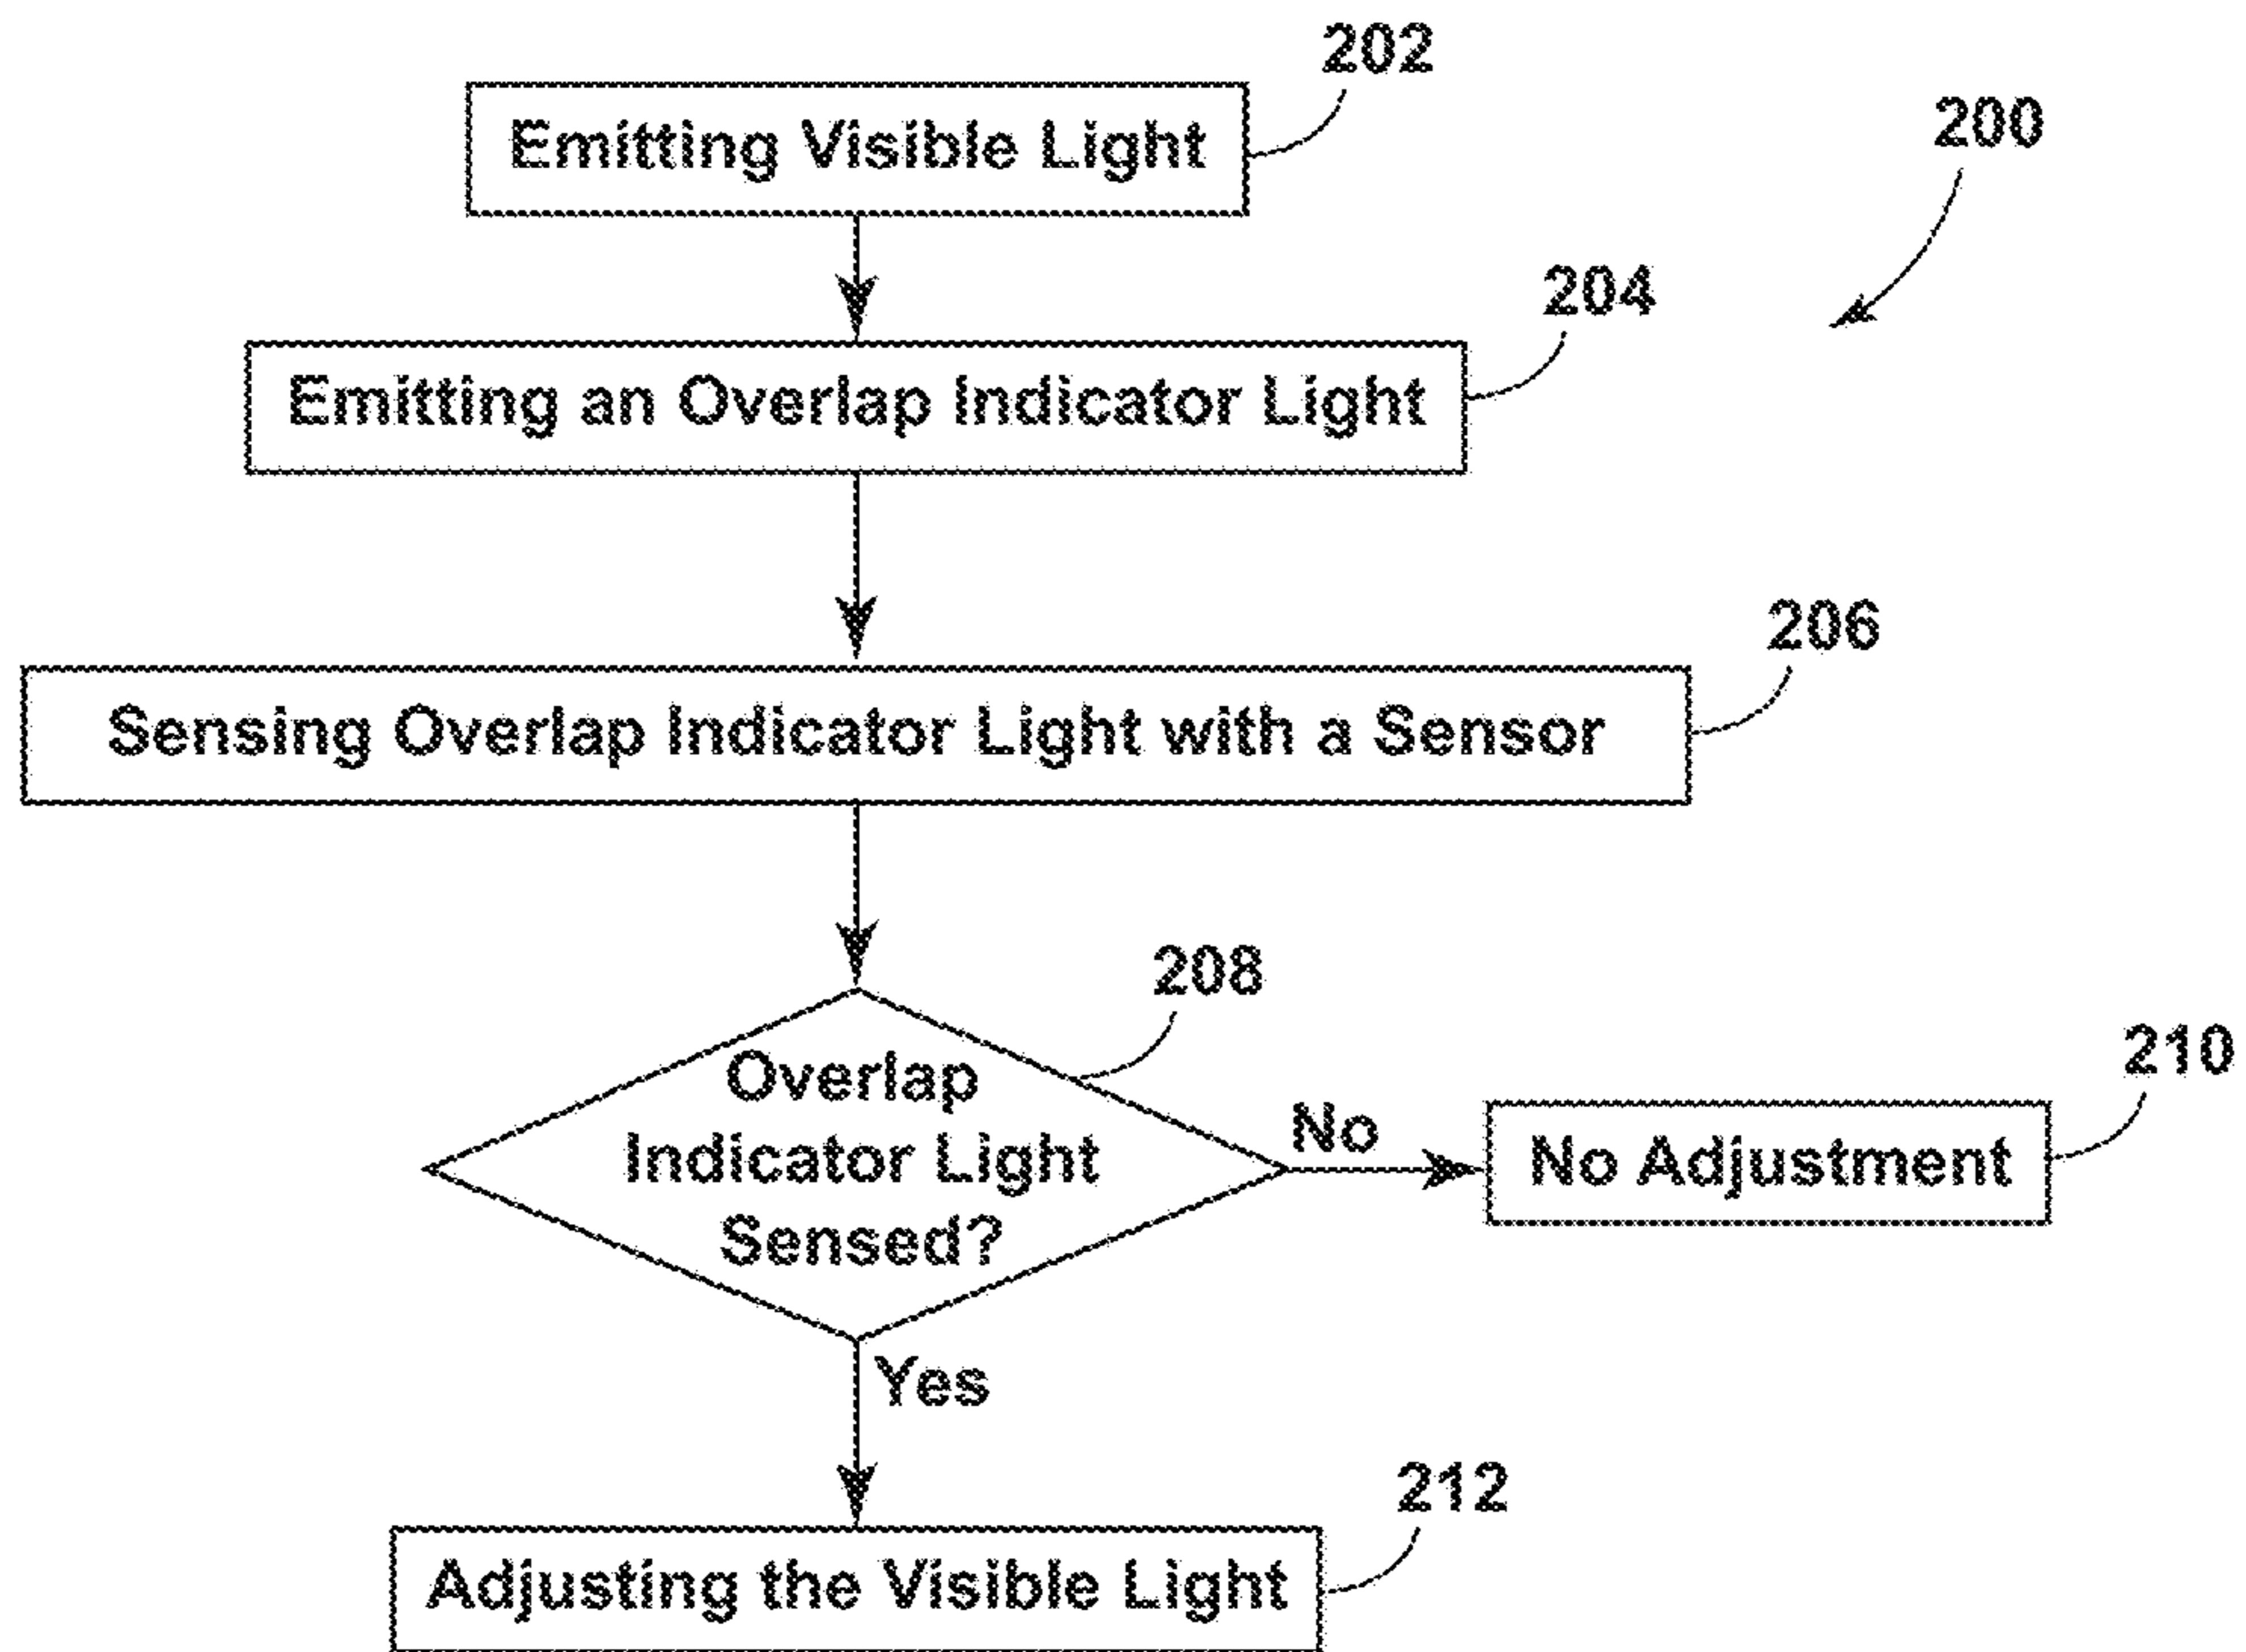 202
Emitting Visible Light
200
204
Emitting an Overlap Indicator Light
206
Sensing Overlap Indicator Light with a Sensor
208
Overlap
Indicator Light
Sensed?
No
210
No Adjustment
Yes
212
Adjusting the Visible Light